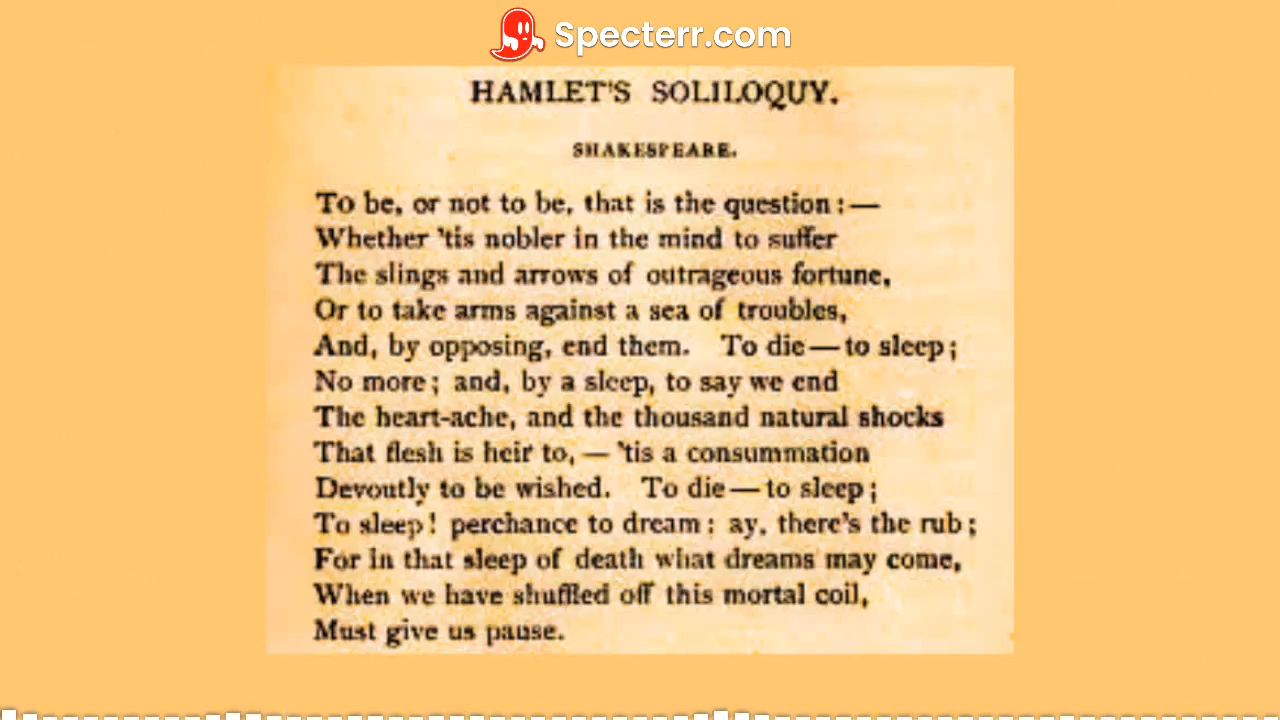 Specterr.com
HAMLET'S SOLILOQUY.
SHAKESPEARE.
To be, or not to be, that is the question:—
Whether 'tis nobler in the mind to suffer
The slings and arrows of outrageous fortune,
Or to take arms against a sea of troubles,
And, by opposing, end them. To die—to sleep;
No more; and, by a sleep, to say we end
The heart-ache, and the thousand natural shocks
That flesh is heir to,—'tis a consummation
Devoutly to be wished. To die—to sleep;
To sleep! perchance to dream: ay, there's the rub;
For in that sleep of death what dreams may come,
When we have shuffled off this mortal coil,
Must give us pause.